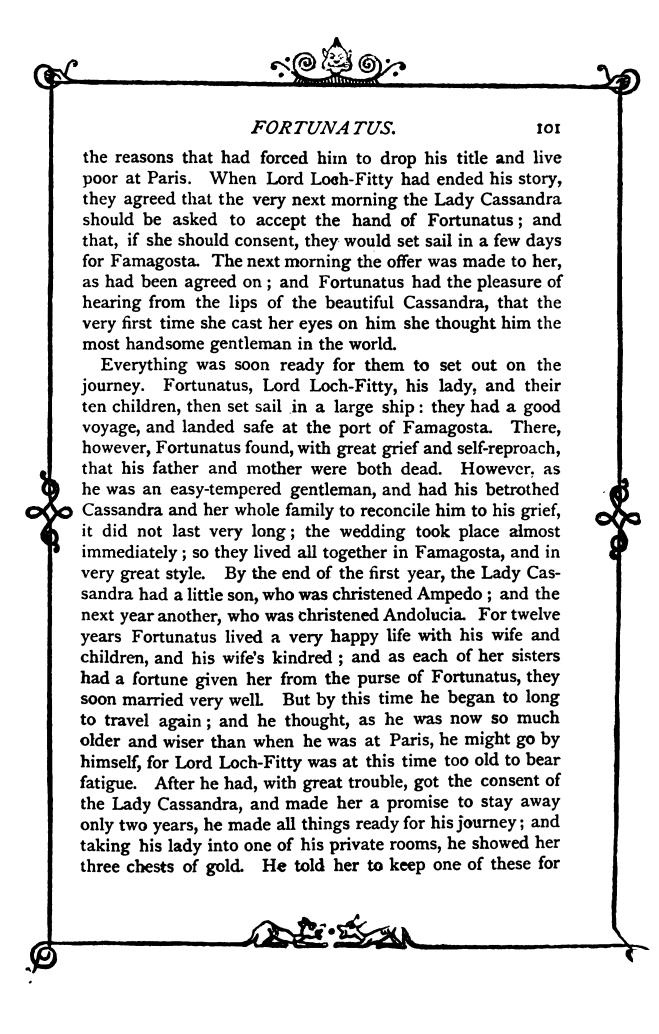 FORTUNATUS. 101
the reasons that had forced him to drop his title and live
poor at Paris. When Lord Loch-Fitty had ended his story,
they agreed that the very next morning the Lady Cassandra
should be asked to accept the hand of Fortunatus; and
that, if she should consent, they would set sail in a few days
for Famagosta. The next morning the offer was made to her,
as had been agreed on; and Fortunatus had the pleasure of
hearing from the lips of the beautiful Cassandra, that the
very first time she cast her eyes on him she thought him the
most handsome gentleman in the world.
Everything was soon ready for them to set out on the
journey. Fortunatus, Lord Loch-Fitty, his lady, and their
ten children, then set sail in a large ship: they had a good
voyage, and landed safe at the port of Famagosta. There,
however, Fortunatus found, with great grief and self-reproach,
that his father and mother were both dead. However, as
he was an easy-tempered gentleman, and had his betrothed
Cassandra and her whole family to reconcile him to his grief,
it did not last very long; the wedding took place almost
immediately; so they lived all together in Famagosta, and in
very great style. By the end of the first year, the Lady Cas-
sandra had a little son, who was christened Ampedo; and the
next year another, who was christened Andolucia. For twelve
years Fortunatus lived a very happy life with his wife and
children, and his wife's kindred; and as each of her sisters
had a fortune given her from the purse of Fortunatus, they
soon married very well. But by this time he began to long
to travel again; and he thought, as he was now so much
older and wiser than when he was at Paris, he might go by
himself, for Lord Loch-Fitty was at this time too old to bear
fatigue. After he had, with great trouble, got the consent of
the Lady Cassandra, and made her a promise to stay away
only two years, he made all things ready for his journey; and
taking his lady into one of his private rooms, he showed her
three chests of gold. He told her to keep one of these for